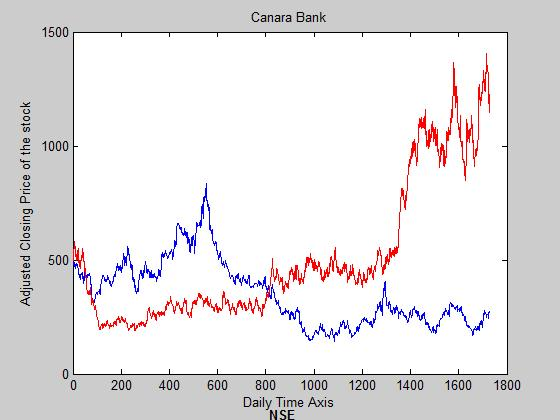 Canara Bank
1500
1000
500
0
Adjusted Closing Price of the stock
0 200 400 600 800 1000 1200 1400 1600 1800
Daily Time Axis
NSE